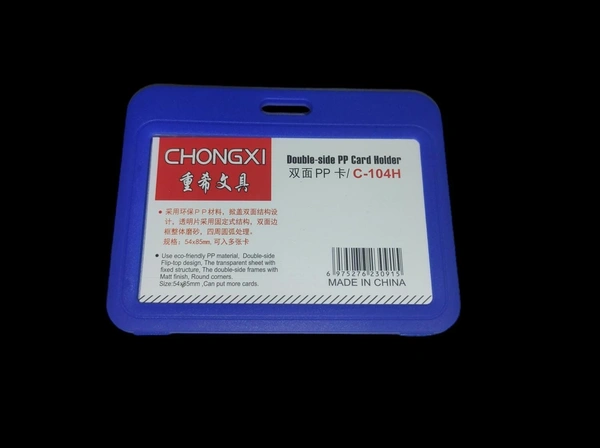 CHONGXI
重希文具
Double-side PP Card Holder
双面 PP 卡/ C-104H
• 采用环保PP材料，掀盖双面结构设
计，透明片采用固定式结构，双面边
框整体磨砂，四周圆弧处理。
规格：54x85mm,可入多张卡
• Use eco-friendly PP material, Double-side
Flip-top design, The transparent sheet with
fixed structure, The double-side frames with
Matt finish, Round corners.
Size:54x85mm ,Can put more cards.
6 975276 230915
MADE IN CHINA